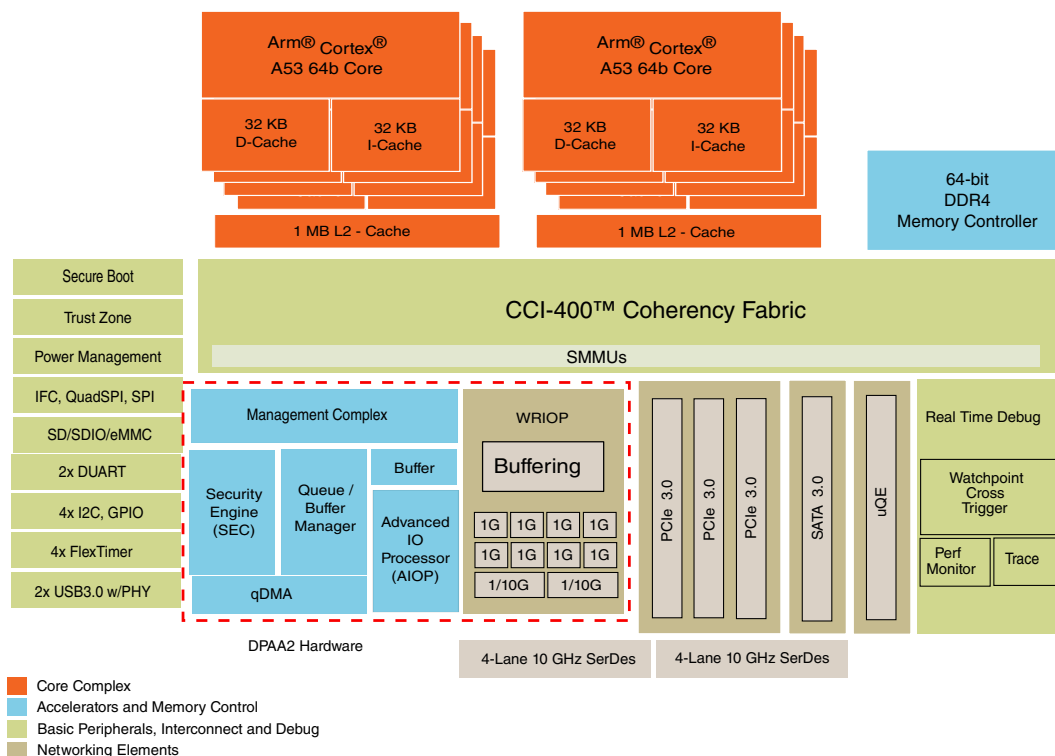 Arm® Cortex®
A53 64b Core
32 KB
D-Cache
32 KB
I-Cache
1 MB L2 - Cache
Arm® Cortex®
A53 64b Core
32 KB
D-Cache
32 KB
I-Cache
1 MB L2 - Cache
64-bit
DDR4
Memory Controller
Secure Boot
Trust Zone
Power Management
IFC, QuadSPI, SPI
SD/SDIO/eMMC
2x DUART
4x I2C, GPIO
4x FlexTimer
2x USB3.0 w/PHY
CCI-400™ Coherency Fabric
SMMUs
Management Complex
Security
Engine
(SEC)
Queue /
Buffer
Manager
qDMA
Buffer
Advanced
IO
Processor
(AIOP)
WRIOP
Buffering
1G 1G 1G 1G
1G 1G 1G 1G
1/10G 1/10G
DPAA2 Hardware
PCIe 3.0
PCIe 3.0
PCIe 3.0
SATA 3.0
uQE
Real Time Debug
Watchpoint
Cross
Trigger
Perf
Monitor
Trace
4-Lane 10 GHz SerDes
4-Lane 10 GHz SerDes
Core Complex
Accelerators and Memory Control
Basic Peripherals, Interconnect and Debug
Networking Elements